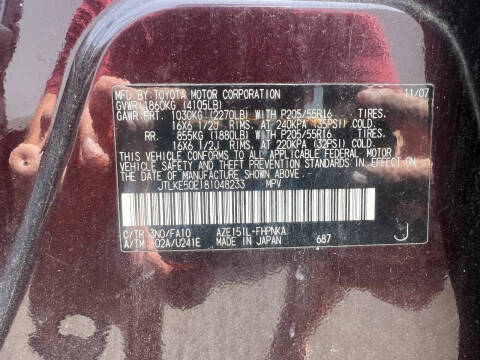 MFD. BY: TOYOTA MOTOR CORPORATION 11/07
GVWR 1860KG (4105LB)
GAWR FRT. 1030KG (2270LB) WITH P205/55R16 TIRES,
16X6 1/2J RIMS, AT 240KPA (35PSI) COLD.
RR. 855KG (1880LB) WITH P205/55R16 TIRES,
16X6 1/2J RIMS, AT 220KPA (32PSI) COLD.
THIS VEHICLE CONFORMS TO ALL APPLICABLE FEDERAL MOTOR
VEHICLE SAFETY AND THEFT PREVENTION STANDARDS IN EFFECT ON
THE DATE OF MANUFACTURE SHOWN ABOVE.
JTLKE50E181048233 MPV
C/TR 3N0/FA10 AZE151L-FHPNKA
A/TM 02A/U241E MADE IN JAPAN 687 J